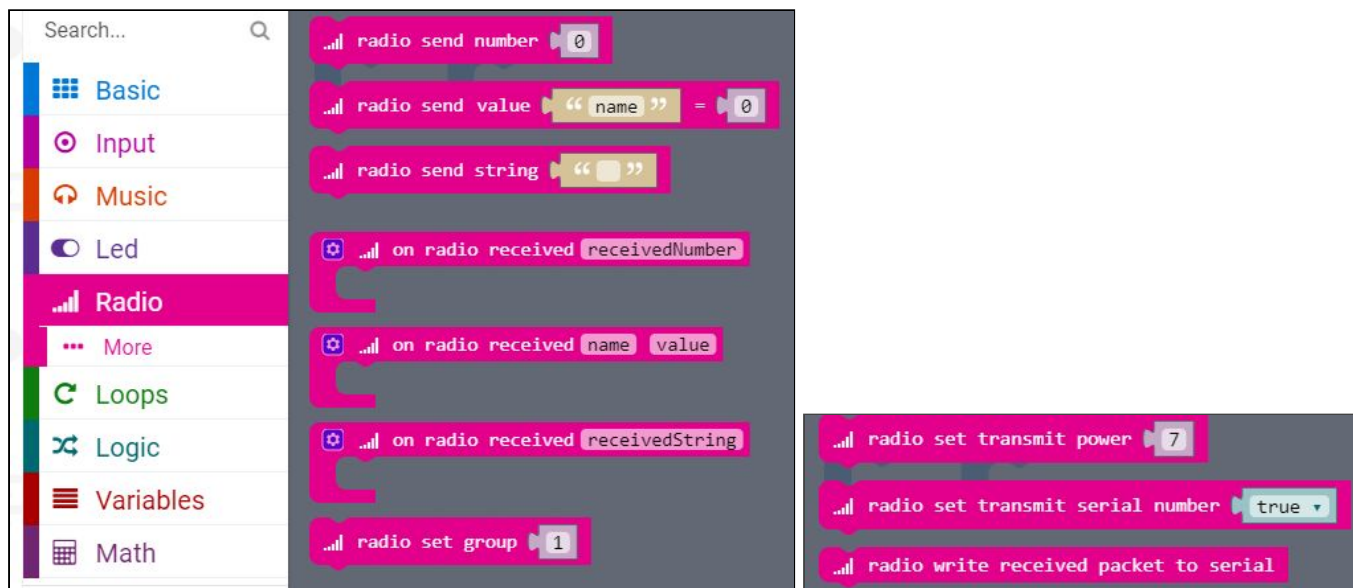 Search...
Basic
Input
Music
Led
Radio
More
Loops
Logic
Variables
Math
radio send number 0
radio send value “ name ” = 0
radio send string “ ”
on radio received receivedNumber
on radio received name value
on radio received receivedString
radio set group 1
radio set transmit power 7
radio set transmit serial number true
radio write received packet to serial